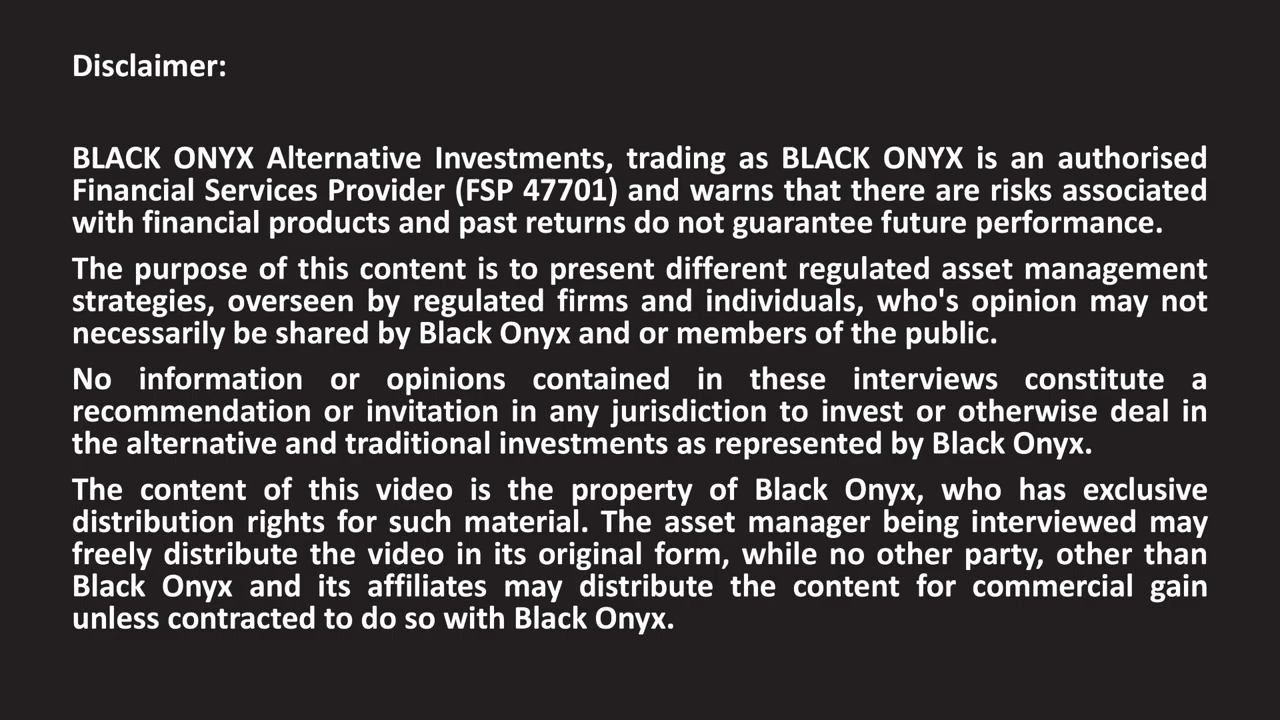 Disclaimer:
BLACK ONYX Alternative Investments, trading as BLACK ONYX is an authorised
Financial Services Provider (FSP 47701) and warns that there are risks associated
with financial products and past returns do not guarantee future performance.
The purpose of this content is to present different regulated asset management
strategies, overseen by regulated firms and individuals, who's opinion may not
necessarily be shared by Black Onyx and or members of the public.
No information or opinions contained in these interviews constitute a
recommendation or invitation in any jurisdiction to invest or otherwise deal in
the alternative and traditional investments as represented by Black Onyx.
The content of this video is the property of Black Onyx, who has exclusive
distribution rights for such material. The asset manager being interviewed may
freely distribute the video in its original form, while no other party, other than
Black Onyx and its affiliates may distribute the content for commercial gain
unless contracted to do so with Black Onyx.